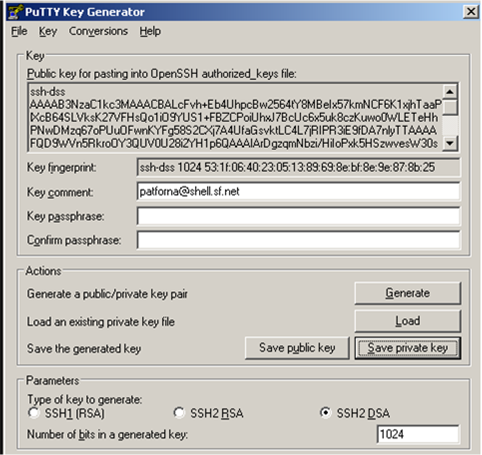 PuTTY Key Generator
File Key Conversions Help
Key
Public key for pasting into OpenSSH authorized_keys file:
ssh-dss
AAAAB3NzaC1kc3MAAACBALcFvh+Eb4UhpcBw2564fY8MBeIx57kmNCF6K1xjhTaaP
IXcB64SLVksK27VFHsQo1iO9YUS1+FBZCPoiUhxJ7BcUc6x5uk8czKuwo0WLETeHh
PNwDMzq67oPUuOFwnKYFg58S2CXj7A4UfaGsvktLC4L7jRIPR3iE9fDA7nlyTTAAAA
FQD9WVn5Rkro0Y3QUV0U28i2YH1p6QAAAIArDgzqmNbzi/HiloPxk5HSzwvesW30s
Key fingerprint: ssh-dss 1024 53:1f:06:40:23:05:13:89:69:8e:bf:8e:9e:87:8b:25
Key comment: patforna@shell.sf.net
Key passphrase:
Confirm passphrase:
Actions
Generate a public/private key pair Generate
Load an existing private key file Load
Save the generated key Save public key Save private key
Parameters
Type of key to generate:
SSH1 (RSA) SSH2 RSA SSH2 DSA
Number of bits in a generated key: 1024